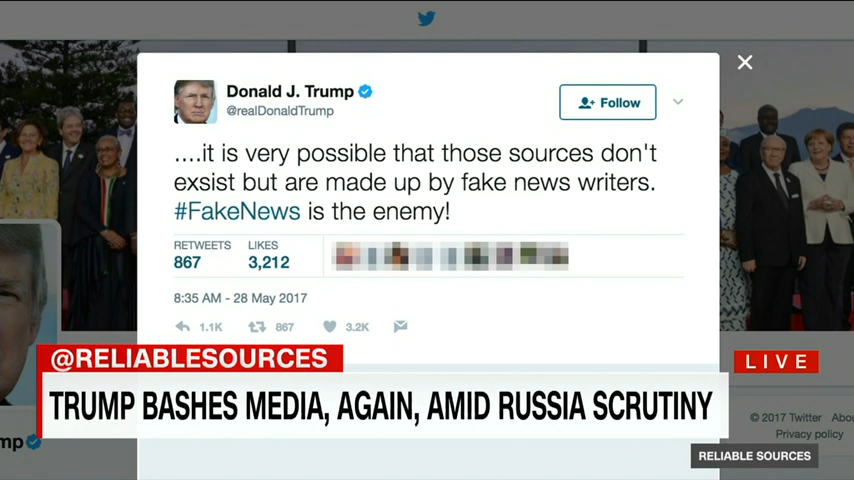 Donald J. Trump
@realDonaldTrump
Follow
....it is very possible that those sources don't
exsist but are made up by fake news writers.
#FakeNews is the enemy!
RETWEETS LIKES
867 3,212
8:35 AM - 28 May 2017
1.1K 867 3.2K
@RELIABLESOURCES
LIVE
TRUMP BASHES MEDIA, AGAIN, AMID RUSSIA SCRUTINY
mp
© 2017 Twitter Abou
Privacy policy
RELIABLE SOURCES